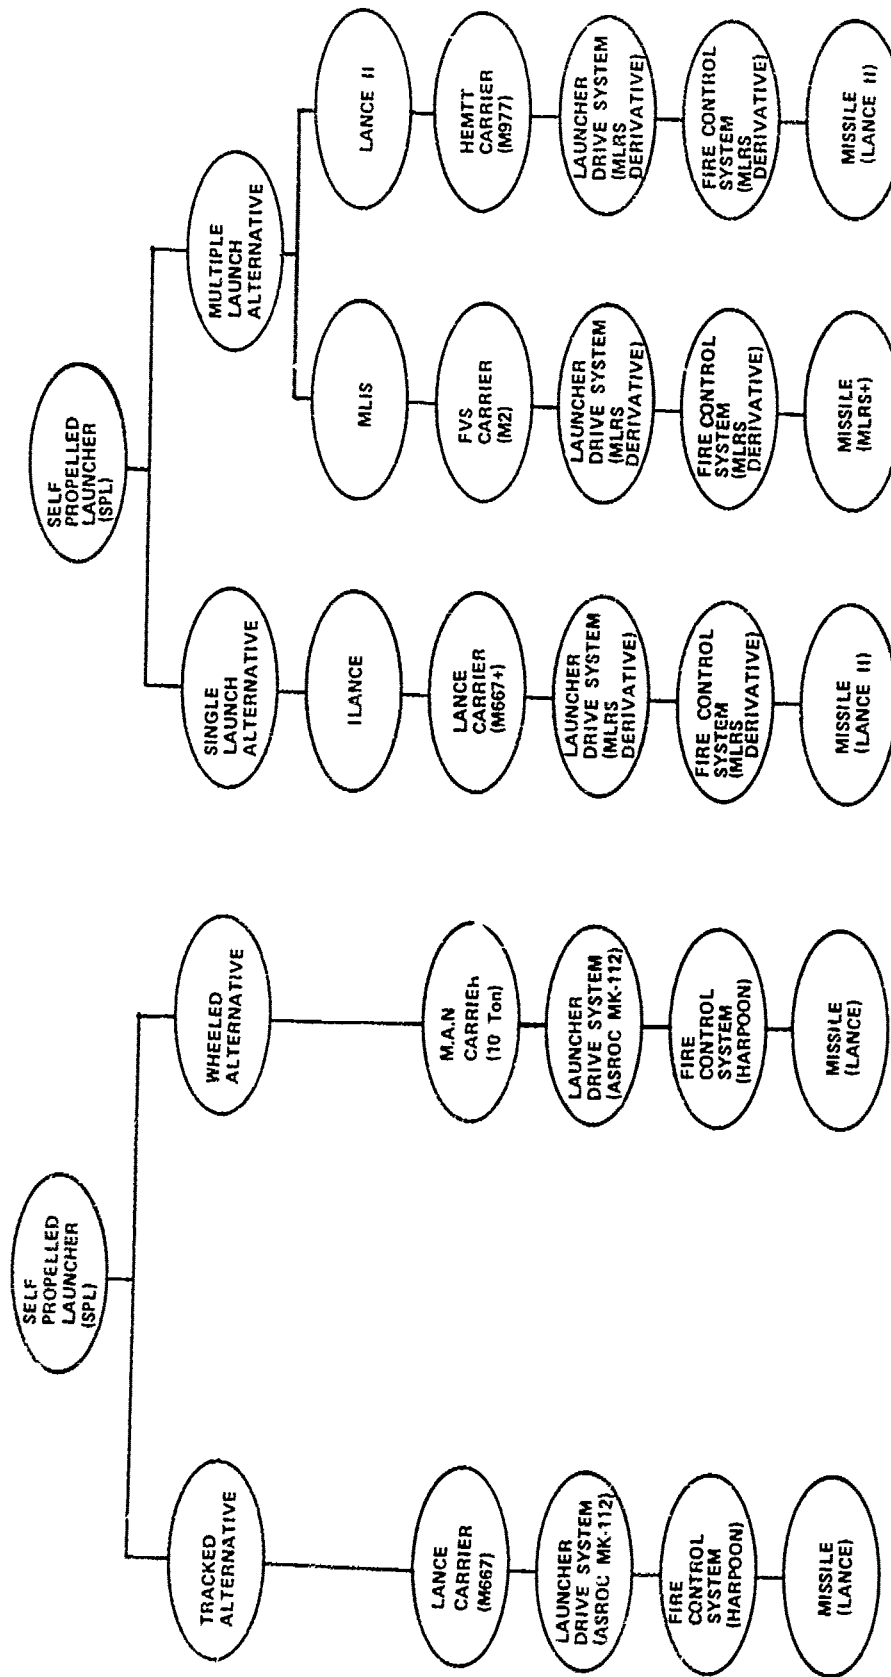 SELF
PROPELLED
LAUNCHER
(SPL)
TRACKED
ALTERNATIVE
WHEELED
ALTERNATIVE
LANCE
CARRIER
(M667)
M.A.N
CARRIER
(10 Ton)
LAUNCHER
DRIVE SYSTEM
(ASROC MK-112)
LAUNCHER
DRIVE SYSTEM
(ASROC MK-112)
FIRE
CONTROL
SYSTEM
(HARPOON)
FIRE
CONTROL
SYSTEM
(HARPOON)
MISSILE
(LANCE)
MISSILE
(LANCE)
SELF
PROPELLED
LAUNCHER
(SPL)
SINGLE
LAUNCH
ALTERNATIVE
MULTIPLE
LAUNCH
ALTERNATIVE
ILANCE
MLIS
LANCE II
LANCE
CARRIER
(M667+)
FVS
CARRIER
(M2)
HEMTT
CARRIER
(M977)
LAUNCHER
DRIVE SYSTEM
(MLRS
DERIVATIVE)
LAUNCHER
DRIVE SYSTEM
(MLRS
DERIVATIVE)
LAUNCHER
DRIVE SYSTEM
(MLRS
DERIVATIVE)
FIRE CONTROL
SYSTEM
(MLRS
DERIVATIVE)
FIRE CONTROL
SYSTEM
(MLRS
DERIVATIVE)
FIRE CONTROL
SYSTEM
(MLRS
DERIVATIVE)
MISSILE
(LANCE II)
MISSILE
(MLRS+)
MISSILE
(LANCE II)